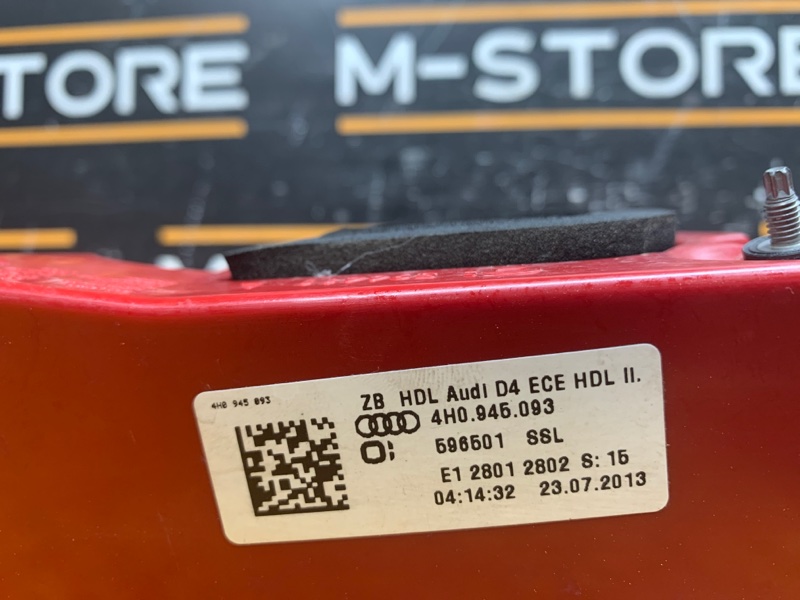 TORE
M-STORE
M
4H0 945 093
ZB HDL Audi D4 ECE HDL II.
4H0.945.093
596501 SSL
E1 2801 2802 S: 15
04:14:32 23.07.2013